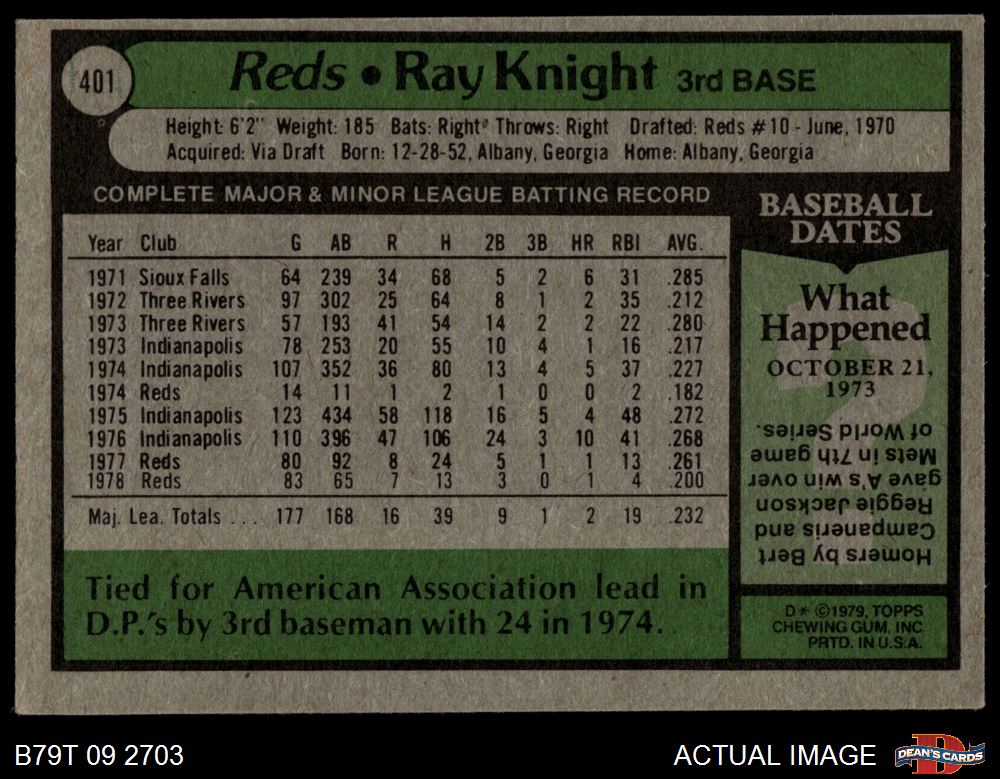 401
Reds • Ray Knight 3rd BASE
Height: 6'2" Weight: 185 Bats: Right Throws: Right Drafted: Reds #10 - June, 1970
Acquired: Via Draft Born: 12-28-52, Albany, Georgia Home: Albany, Georgia
COMPLETE MAJOR & MINOR LEAGUE BATTING RECORD
Year Club G AB R H 2B 3B HR RBI AVG.
1971 Sioux Falls 64 239 34 68 5 2 6 31 .285
1972 Three Rivers 97 302 25 64 8 1 2 35 .212
1973 Three Rivers 57 193 41 54 14 2 2 22 .280
1973 Indianapolis 78 253 20 55 10 4 1 16 .217
1974 Indianapolis 107 352 36 80 13 4 5 37 .227
1974 Reds 14 11 1 2 1 0 0 2 .182
1975 Indianapolis 123 434 58 118 16 5 4 48 .272
1976 Indianapolis 110 396 47 106 24 3 10 41 .268
1977 Reds 80 92 8 24 5 1 1 13 .261
1978 Reds 83 65 7 13 3 0 1 4 .200
Maj. Lea. Totals ... 177 168 16 39 9 1 2 19 .232
Tied for American Association lead in
D.P.'s by 3rd baseman with 24 in 1974.
BASEBALL
DATES
What
Happened
OCTOBER 21,
1973
Homers by Bert
Campaneris and
Reggie Jackson
gave A's win over
Mets in 7th game
of World Series.
D* ©1979, TOPPS
CHEWING GUM, INC
PRTD. IN U.S.A.
B79T 09 2703
ACTUAL IMAGE
DEAN'S CARDS